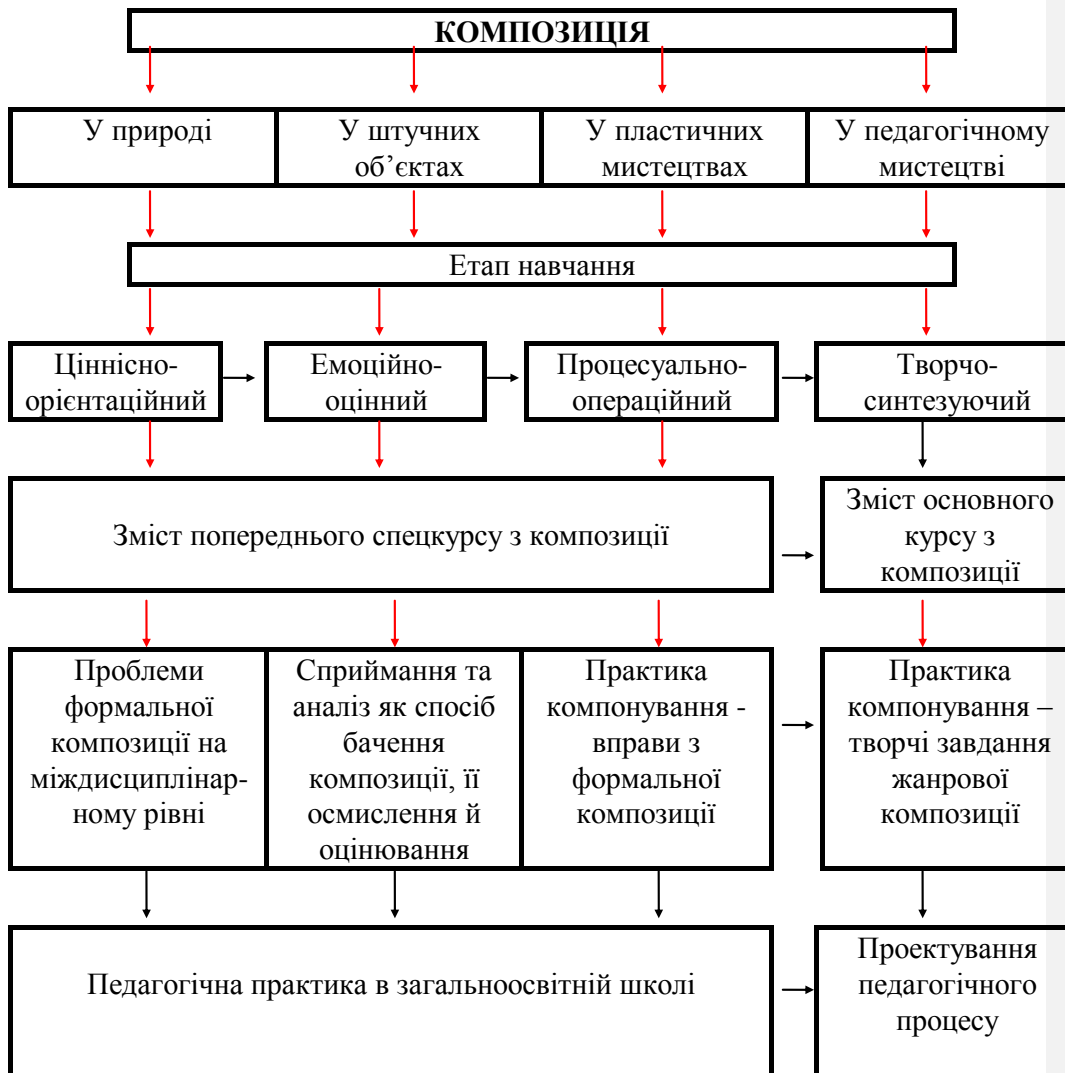 КОМПОЗИЦІЯ
У природі
У штучних
об’єктах
У пластичних
мистецтвах
У педагогічному
мистецтві
Етап навчання
Ціннісно-
орієнтаційний
Емоційно-
оцінний
Процесуально-
операційний
Творчо-
синтезуючий
Зміст попереднього спецкурсу з композиції
Зміст основного
курсу з
композиції
Проблеми
формальної
композиції на
міждисциплінар-
ному рівні
Сприймання та
аналіз як спосіб
бачення
композиції, її
осмислення й
оцінювання
Практика
компонування -
вправи з
формальної
композиції
Практика
компонування –
творчі завдання
жанрової
композиції
Педагогічна практика в загальноосвітній школі
Проектування
педагогічного
процесу